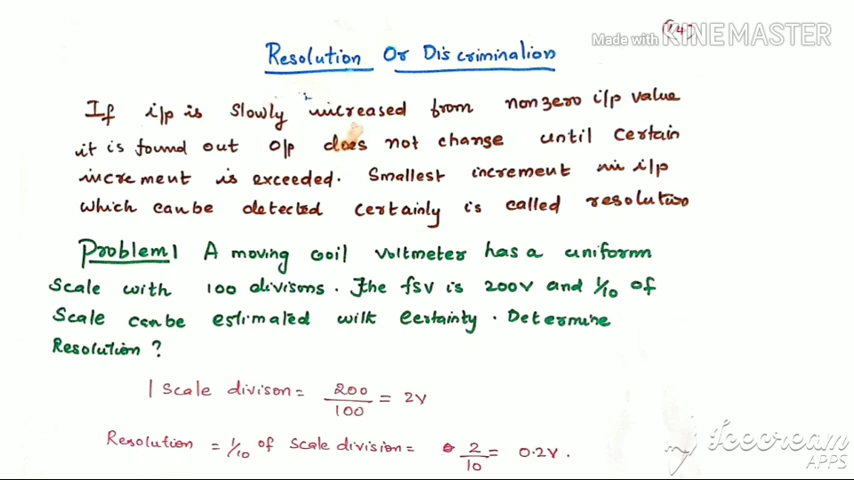 (14)
Made with KINEMASTER
Resolution Or Discrimination
If i/p is slowly increased from nonzero i/p value
it is found out o/p does not change until certain
increment is exceeded. Smallest increment in i/p
which can be detected certainly is called resolution
Problem 1 A moving coil voltmeter has a uniform
Scale with 100 divisons. The fsv is 200V and 1/10 of
Scale can be estimated with certainty. Determine
Resolution?
1 Scale divison = 200/100 = 2V
Resolution = 1/10 of scale division = 2/10 = 0.2V.
Icecream
APPS